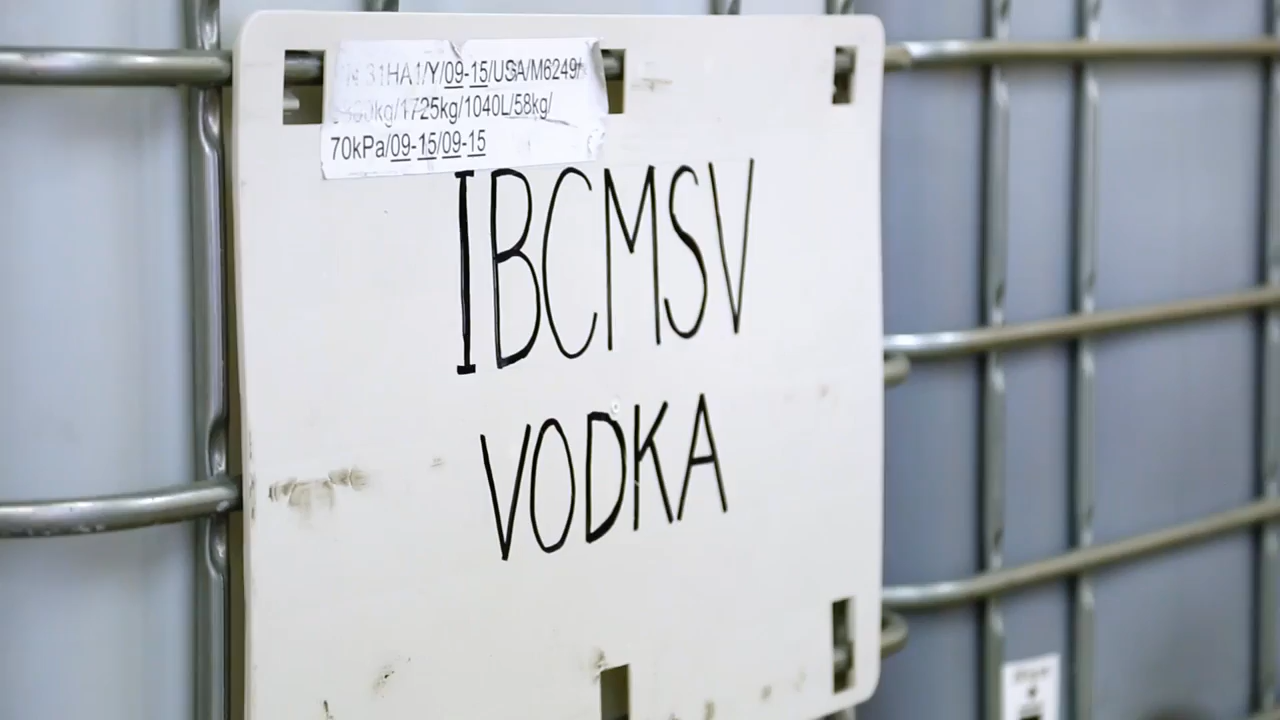 31HA1/Y/09-15/USA/M6249/
/1725kg/1040L/58kg/
70kPa/09-15/09-15
IBCMSV
VODKA